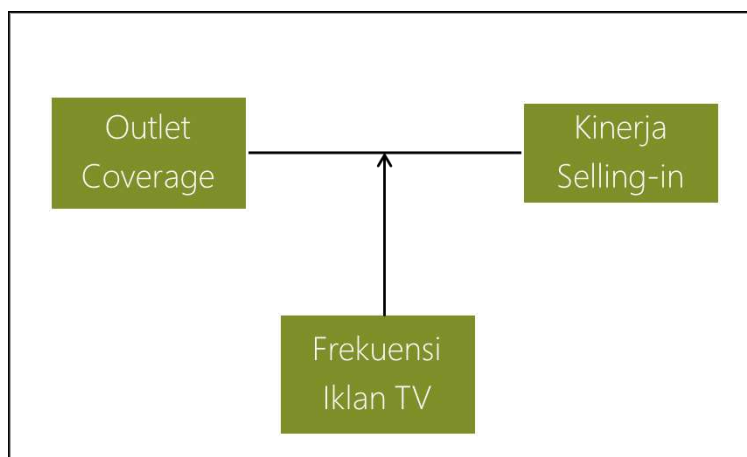 Outlet
Coverage
Kinerja
Selling-in
Frekuensi
Iklan TV